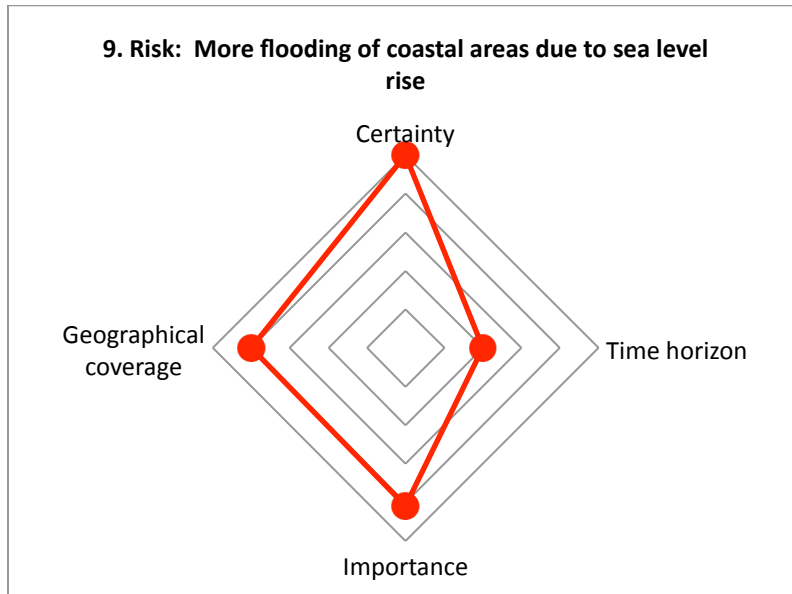 9. Risk:  More flooding of coastal areas due to sea level
rise
Certainty
Geographical
coverage
Time horizon
Importance